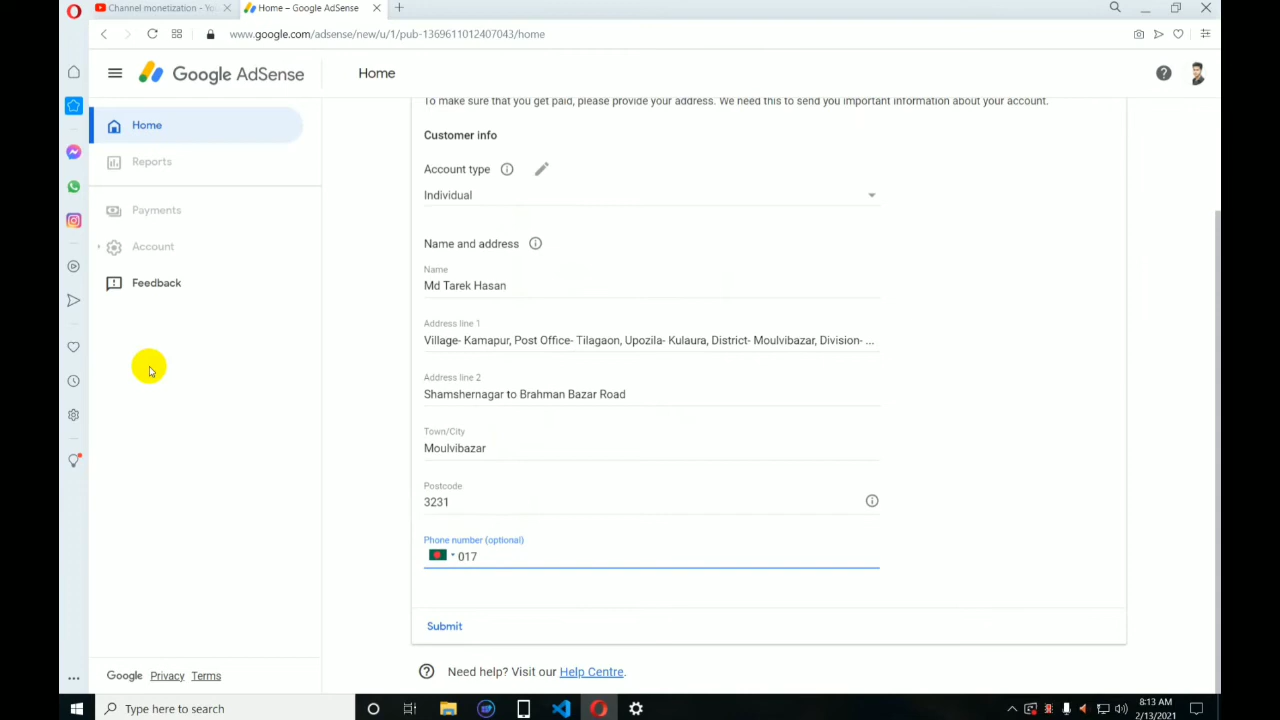 Channel monetization - Yo
Home – Google AdSense
www.google.com/adsense/new/u/1/pub-1369611012407043/home
Google AdSense
Home
Home
Reports
Payments
Account
Feedback
To make sure that you get paid, please provide your address. We need this to send you important information about your account.
Customer info
Account type
Individual
Name and address
Name
Md Tarek Hasan
Address line 1
Village- Kamapur, Post Office- Tilagaon, Upozila- Kulaura, District- Moulvibazar, Division- ...
Address line 2
Shamshernagar to Brahman Bazar Road
Town/City
Moulvibazar
Postcode
3231
Phone number (optional)
017
Submit
Need help? Visit our Help Centre.
Google Privacy Terms
Type here to search
8:13 AM
2/13/2021